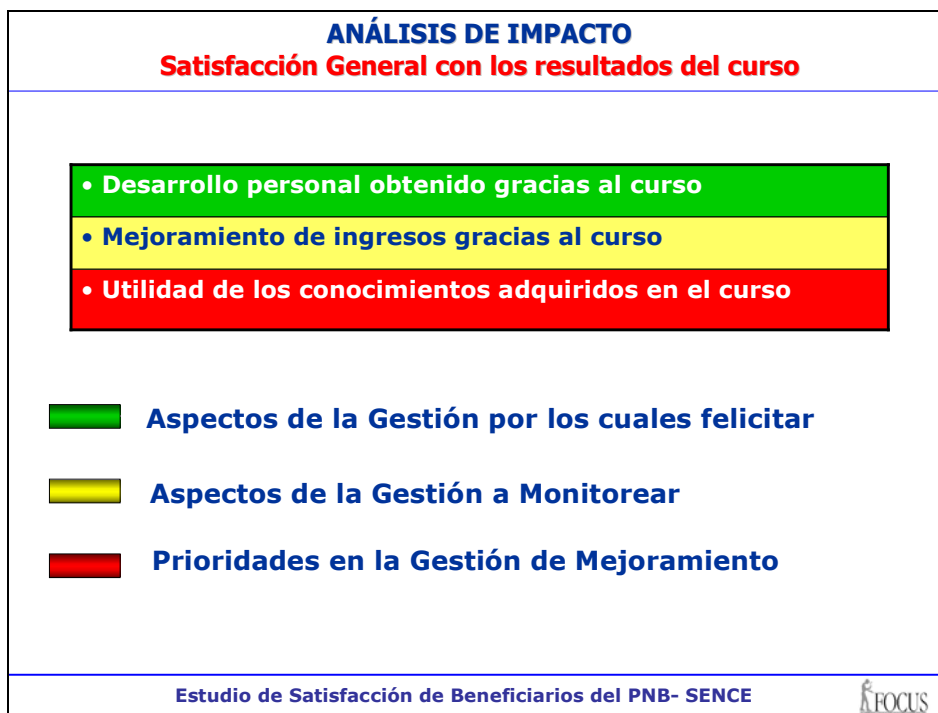 ANÁLISIS DE IMPACTO
Satisfacción General con los resultados del curso
• Desarrollo personal obtenido gracias al curso
• Mejoramiento de ingresos gracias al curso
• Utilidad de los conocimientos adquiridos en el curso
Aspectos de la Gestión por los cuales felicitar
Aspectos de la Gestión a Monitorear
Prioridades en la Gestión de Mejoramiento
Estudio de Satisfacción de Beneficiarios del PNB- SENCE
FOCUS